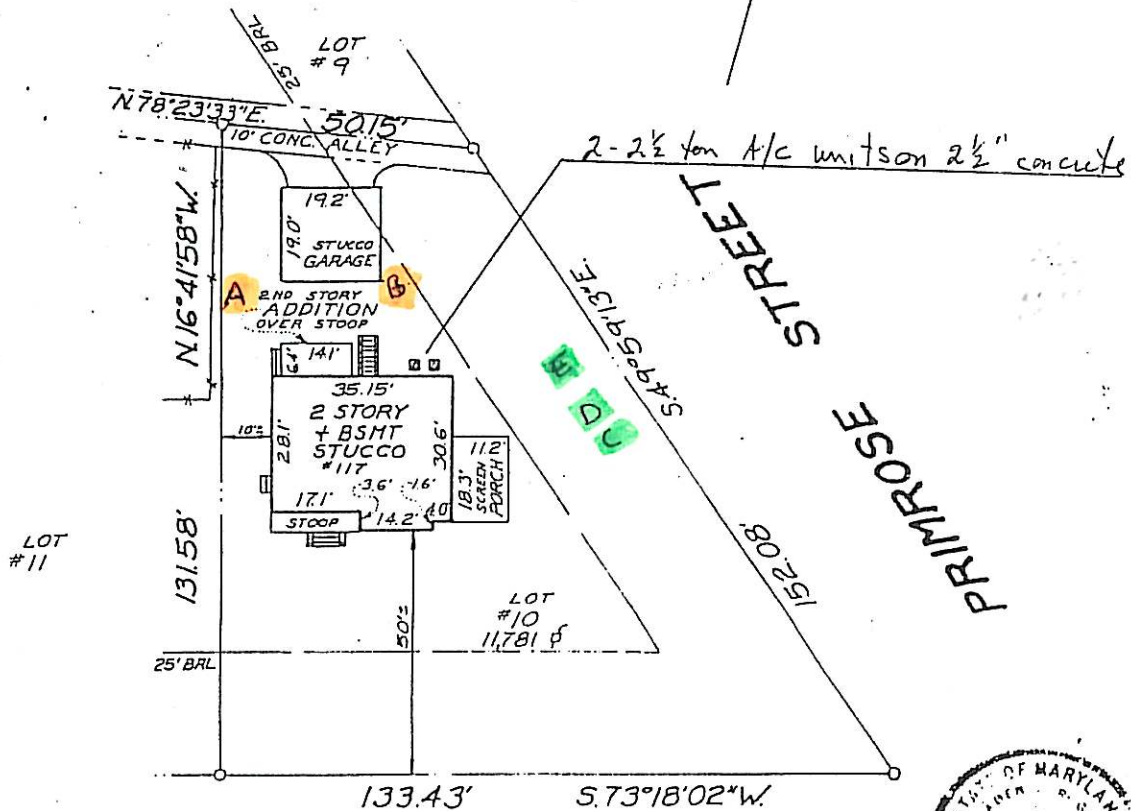 25' BRL
LOT
#9
N.78°23'33"E.
50.15'
10' CONC. ALLEY
2-2½ ton A/c units on 2½" concrete
19.2'
19.0'
STUCCO
GARAGE
N.16°41'58"W.
A
B
2ND STORY
ADDITION
OVER STOOP
6.4'
14.1'
S.49°59'13"E.
PRIMROSE STREET
E
D
C
35.15'
2 STORY
+ BSMT
STUCCO
#117
10'±
28.1'
30.6'
11.2'
18.3'
SCREEN
PORCH
3.6'
1.6'
17.1'
14.2'
STOOP
LOT
#11
131.58'
152.08'
50'±
LOT
#10
11,781
25' BRL
133.43'
S.73°18'02"W.
OF MARYLAN